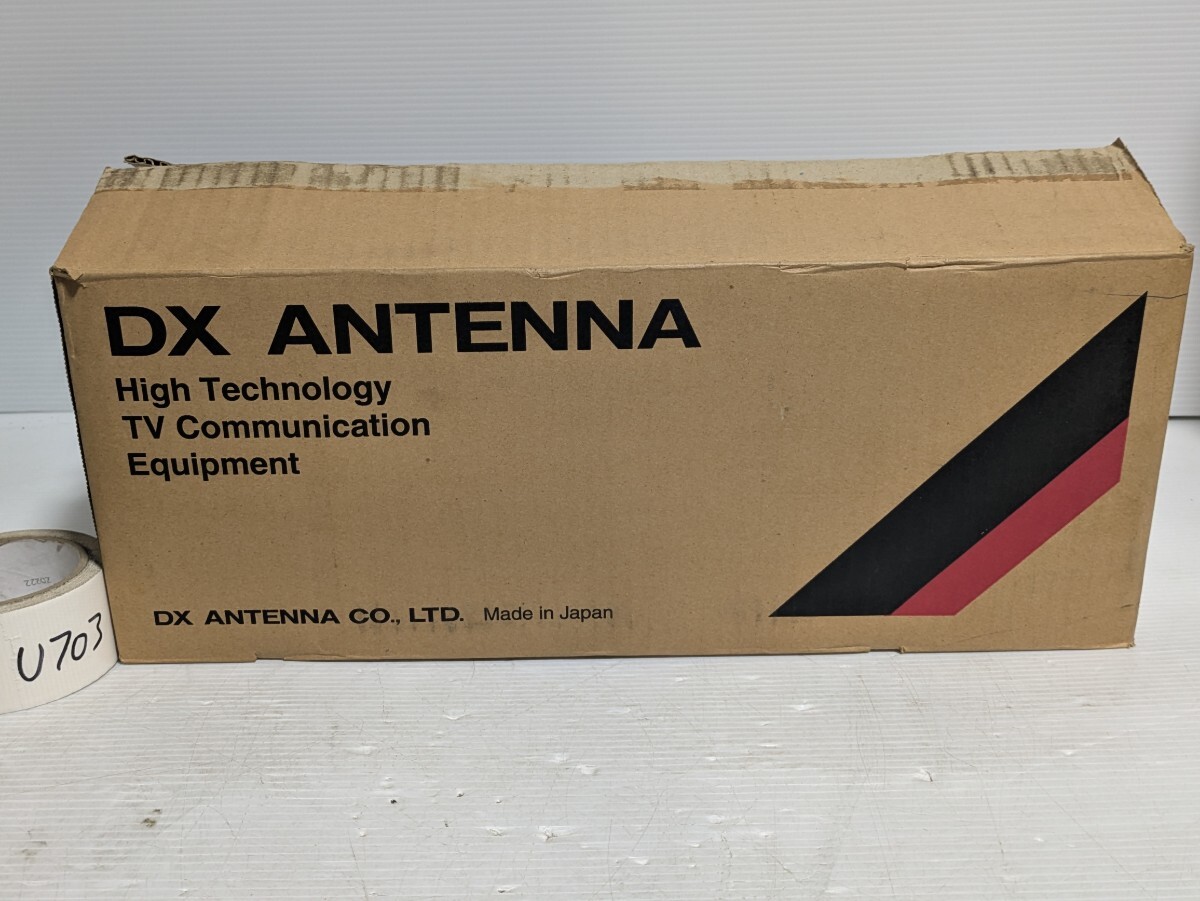 DX ANTENNA
High Technology
TV Communication
Equipment
DX ANTENNA CO., LTD. Made in Japan
U703